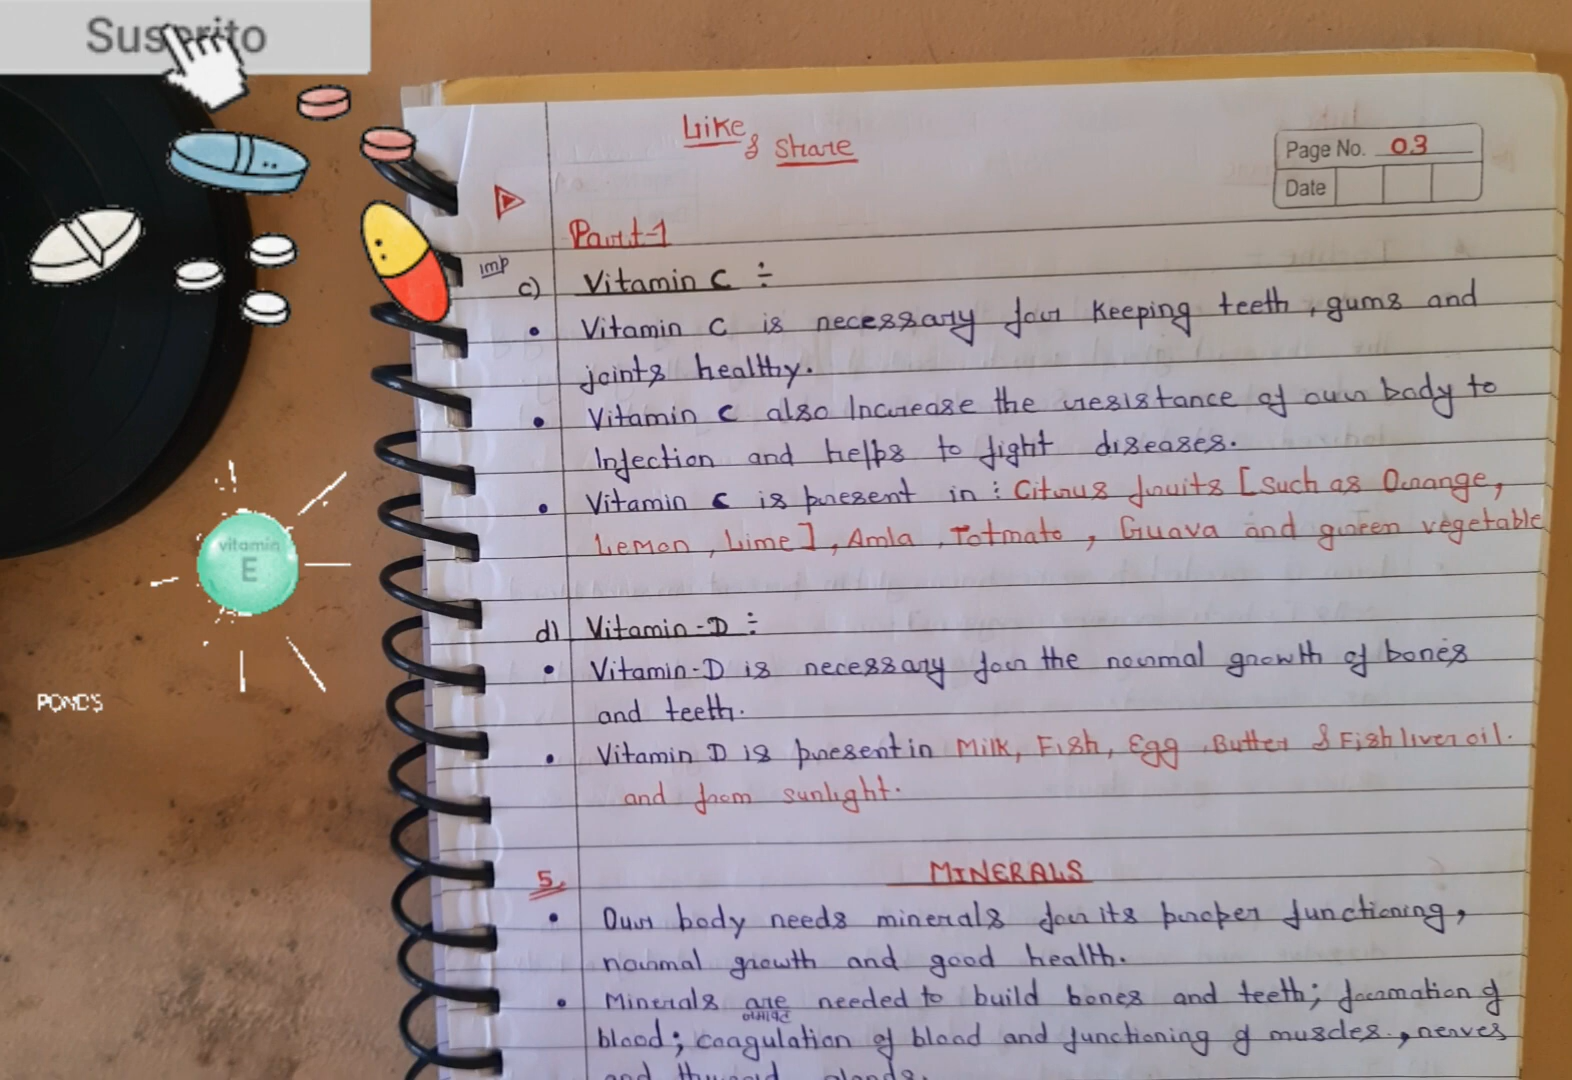 Suscrito
Like & Share
Page No. 03
Date
Part-1
imp
c) Vitamin C ÷
• Vitamin C is necessary for keeping teeth, gums and
joints healthy.
• Vitamin C also Increase the resistance of our body to
Infection and helps to fight diseases.
• Vitamin C is present in : Citrus fruits [such as Orange,
Lemon, Lime], Amla, Totmato, Guava and green vegetable
d) Vitamin-D ÷
• Vitamin-D is necessary for the normal growth of bones
and teeth.
• Vitamin D is present in Milk, Fish, Egg, Butter & Fish liver oil.
and from sunlight.
5. MINERALS
• Our body needs minerals for its proper functioning,
normal growth and good health.
• Minerals are needed to build bones and teeth; formation of
जमावट
blood; coagulation of blood and functioning of muscles, nerves
and thyroid glands.
vitamin
E
POND'S